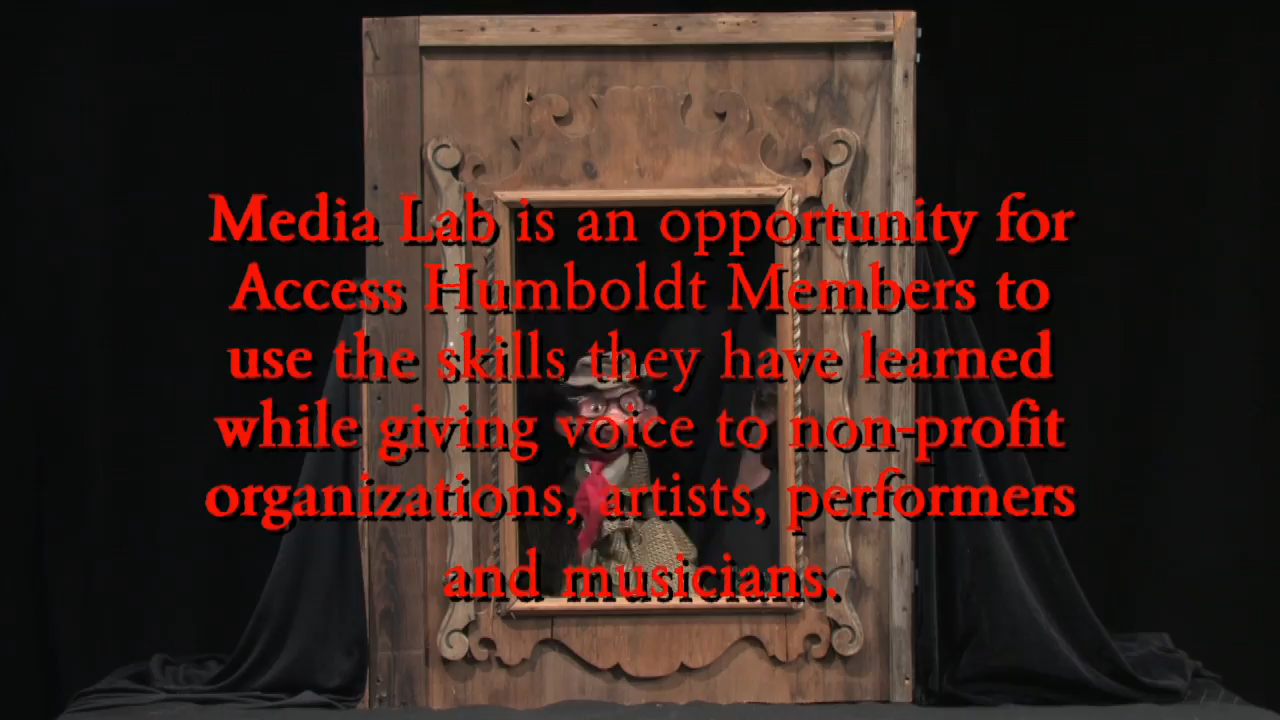 Media Lab is an opportunity for
Access Humboldt Members to
use the skills they have learned
while giving voice to non-profit
organizations, artists, performers
and musicians.